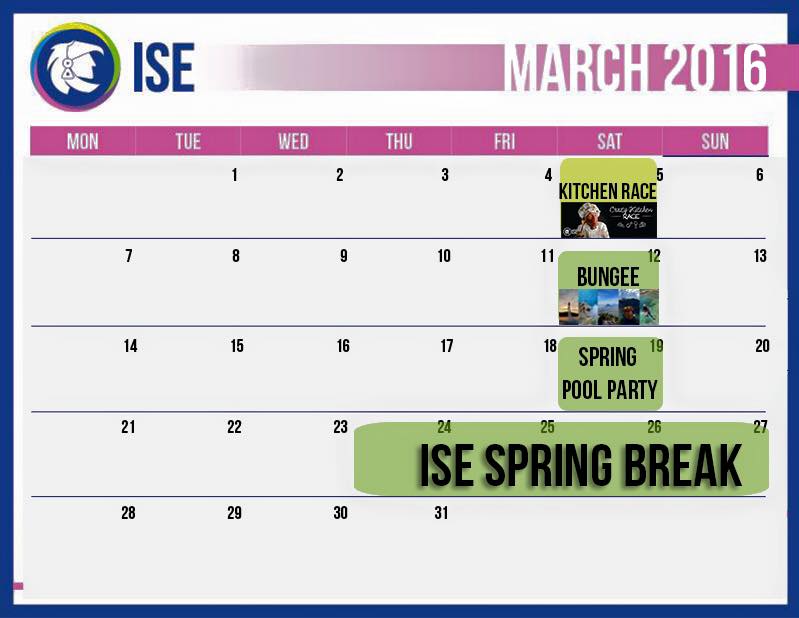 ISE
MARCH 2016
MON TUE WED THU FRI SAT SUN
1 2 3 4 5 6
KITCHEN RACE
Crazy Kitchen
RACE
ISE
7 8 9 10 11 12 13
BUNGEE
14 15 16 17 18 19 20
SPRING
POOL PARTY
21 22 23 24 25 26 27
ISE SPRING BREAK
28 29 30 31